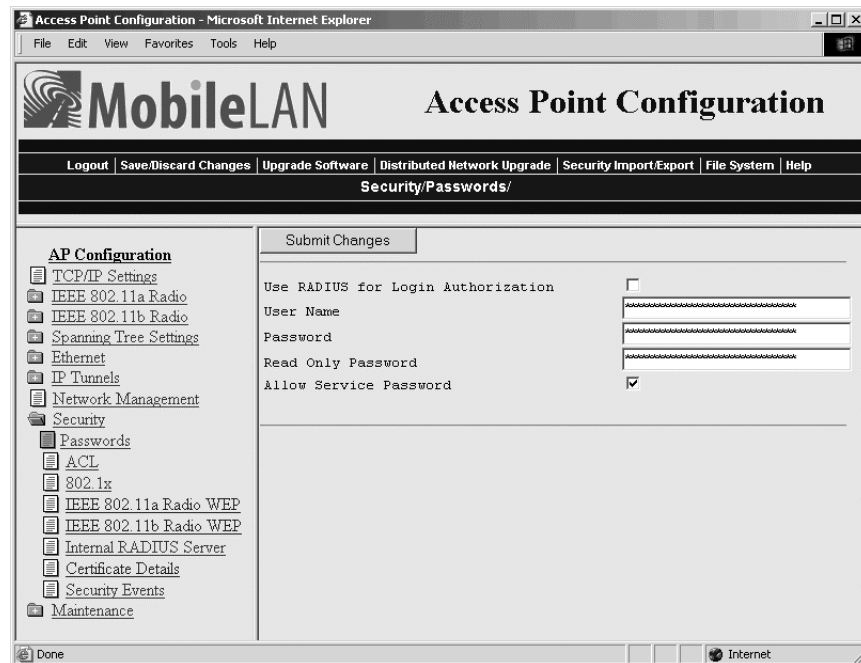 Access Point Configuration - Microsoft Internet Explorer
File Edit View Favorites Tools Help
MobileLAN
Access Point Configuration
Logout | Save/Discard Changes | Upgrade Software | Distributed Network Upgrade | Security Import/Export | File System | Help
Security/Passwords/
AP Configuration
TCP/IP Settings
IEEE 802.11a Radio
IEEE 802.11b Radio
Spanning Tree Settings
Ethernet
IP Tunnels
Network Management
Security
Passwords
ACL
802.1x
IEEE 802.11a Radio WEP
IEEE 802.11b Radio WEP
Internal RADIUS Server
Certificate Details
Security Events
Maintenance
Submit Changes
Use RADIUS for Login Authorization
User Name
Password
Read Only Password
Allow Service Password
Done
Internet